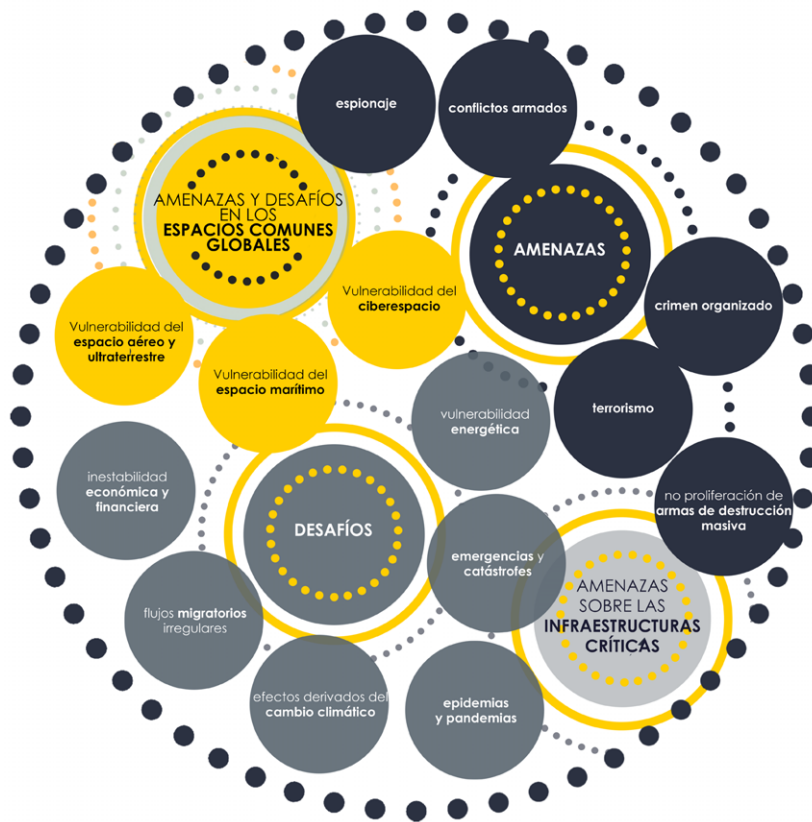 espionaje
conflictos armados
AMENAZAS Y DESAFÍOS
EN LOS
ESPACIOS COMUNES
GLOBALES
AMENAZAS
crimen organizado
Vulnerabilidad del
ciberespacio
Vulnerabilidad del
espacio aéreo y
ultraterrestre
Vulnerabilidad del
espacio marítimo
vulnerabilidad
energética
terrorismo
inestabilidad
económica y
financiera
no proliferación de
armas de destrucción
masiva
DESAFÍOS
emergencias y
catástrofes
AMENAZAS
SOBRE LAS
INFRAESTRUCTURAS
CRÍTICAS
flujos migratorios
irregulares
efectos derivados del
cambio climático
epidemias
y pandemias